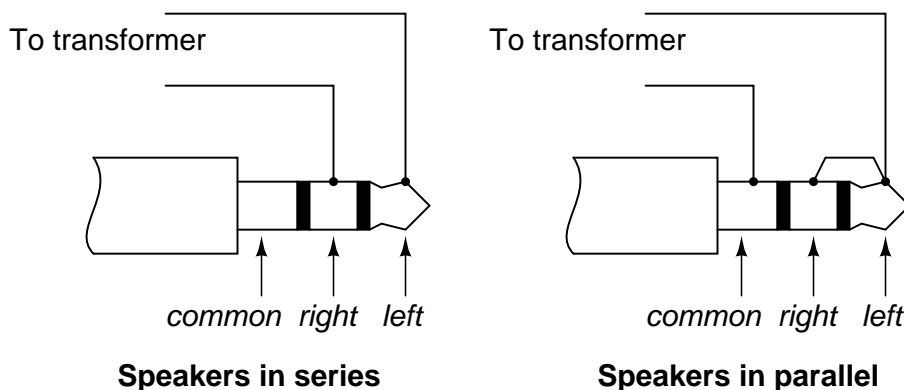 To transformer
To transformer
common right left
common right left
Speakers in series
Speakers in parallel